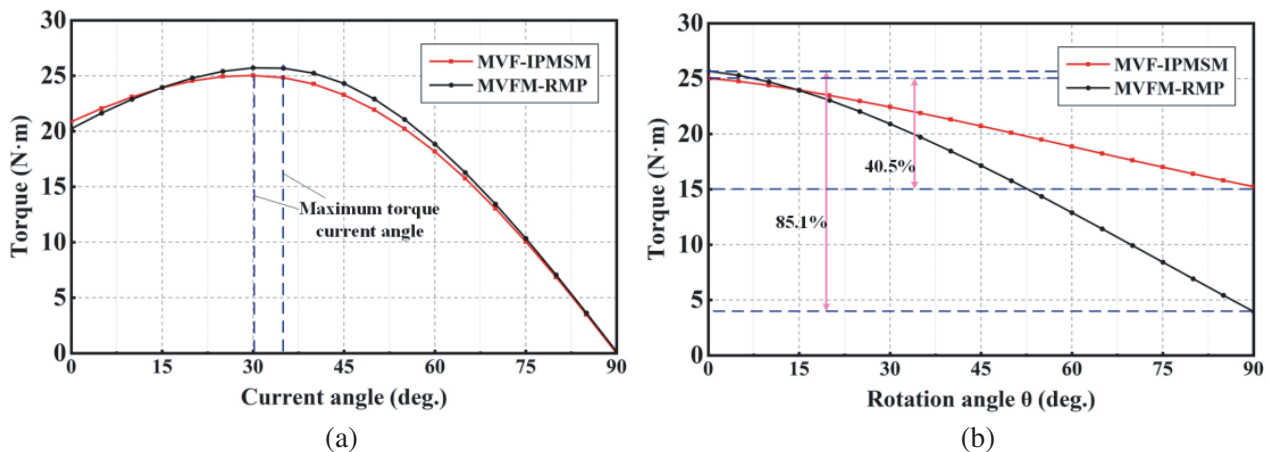 30
25
20
15
10
5
0
Torque (N·m)
MVF-IPMSM
MVFM-RMP
Maximum torque
current angle
0 15 30 45 60 75 90
Current angle (deg.)
(a)
30
25
20
15
10
5
0
Torque (N·m)
MVF-IPMSM
MVFM-RMP
40.5%
85.1%
0 15 30 45 60 75 90
Rotation angle θ (deg.)
(b)